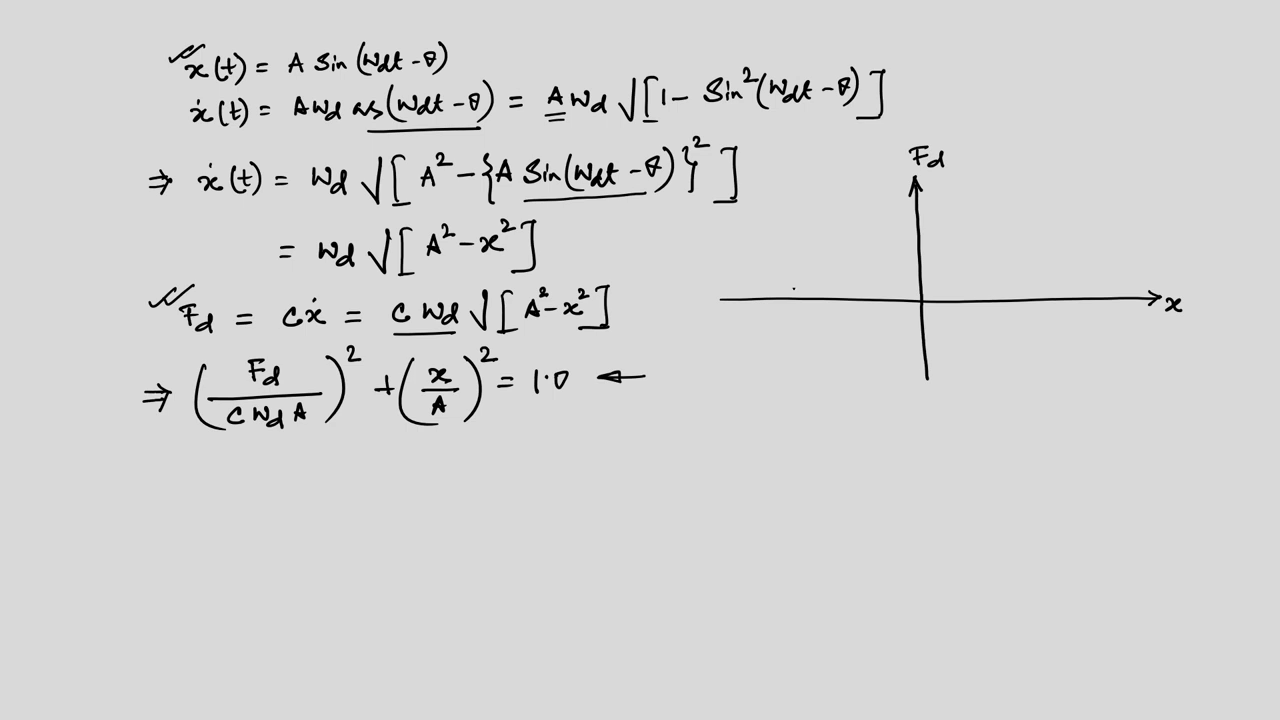 x(t) = A Sin(ωdt - θ)
ẋ(t) = Aωd cos(ωdt - θ) = Aωd √[1 - Sin²(ωdt - θ)]
⇒ ẋ(t) = ωd √[A² - {A Sin(ωdt - θ)}²]
= ωd √[A² - x²]
Fd = cẋ = cωd √[A² - x²]
⇒ (Fd / cωdA)² + (x/A)² = 1.0 ←
Fd
x